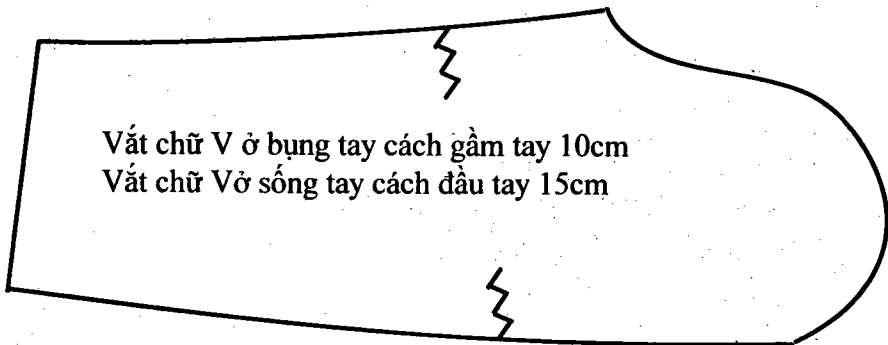 Vắt chữ V ở bụng tay cách gầm tay 10cm
Vắt chữ Vở sống tay cách đầu tay 15cm